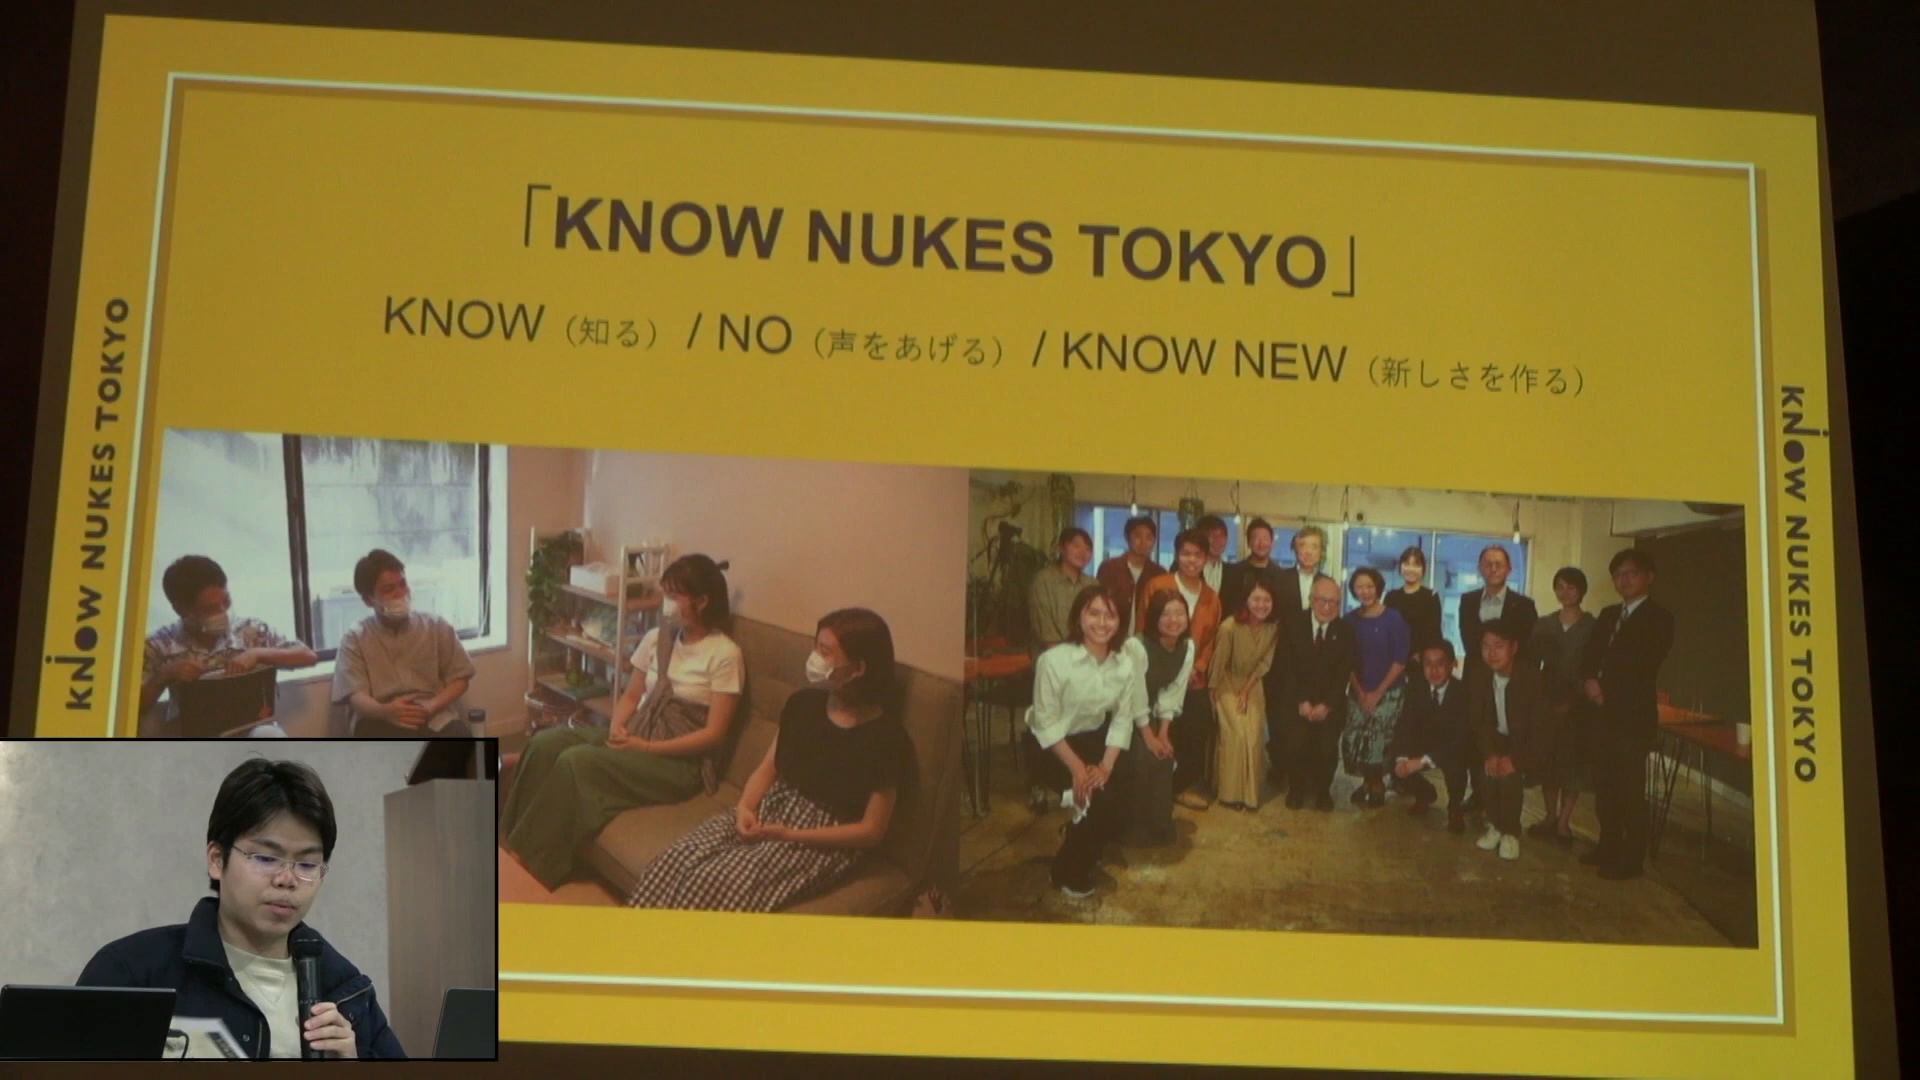 「KNOW NUKES TOKYO」
KNOW（知る） / NO（声をあげる） / KNOW NEW（新しさを作る）
KNOW NUKES TOKYO
KNOW NUKES TOKYO